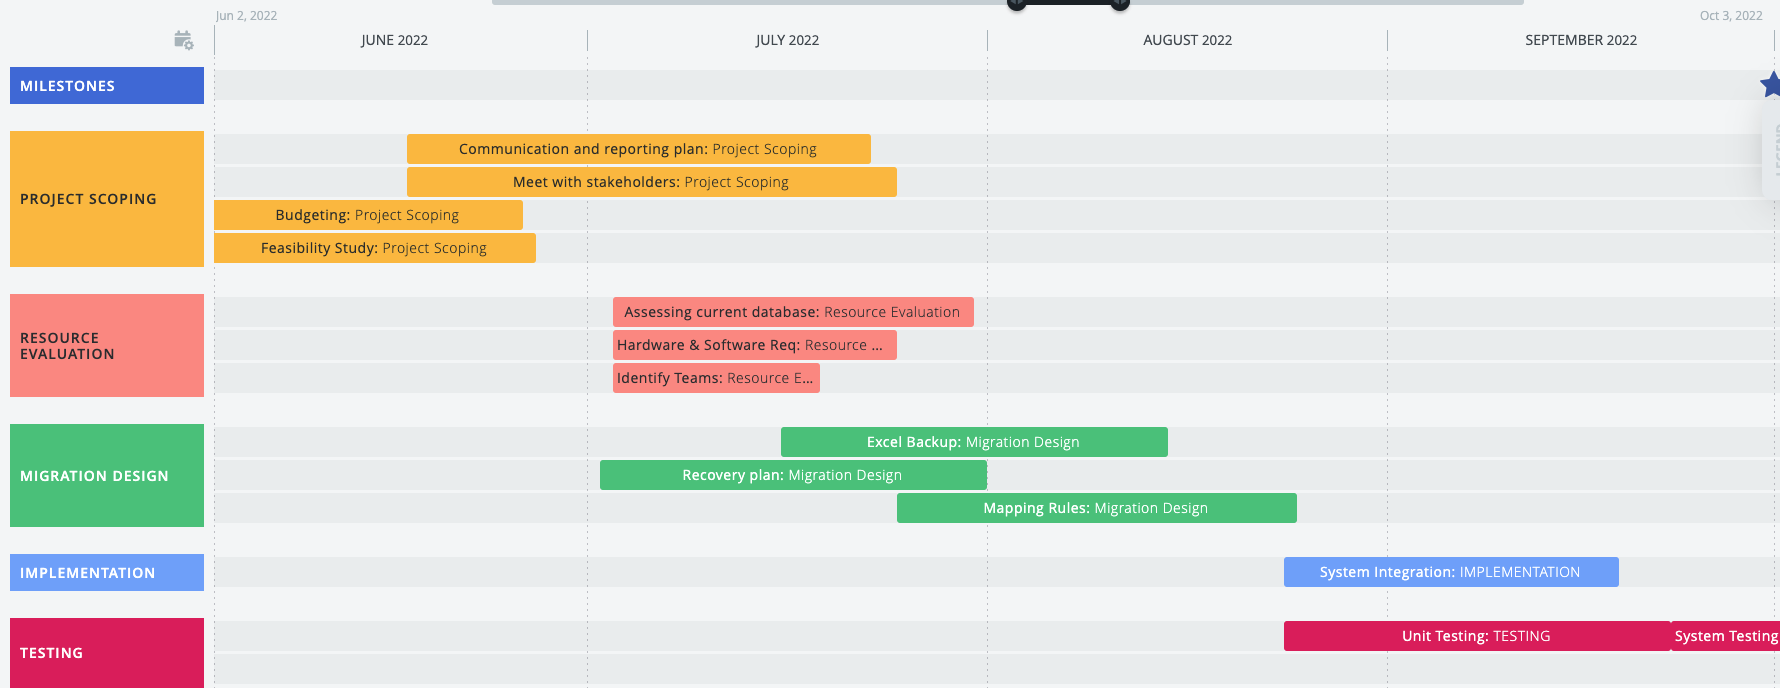 Jun 2, 2022
Oct 3, 2022
JUNE 2022
JULY 2022
AUGUST 2022
SEPTEMBER 2022
MILESTONES
PROJECT SCOPING
Communication and reporting plan: Project Scoping
Meet with stakeholders: Project Scoping
Budgeting: Project Scoping
Feasibility Study: Project Scoping
RESOURCE
EVALUATION
Assessing current database: Resource Evaluation
Hardware & Software Req: Resource ...
Identify Teams: Resource E...
MIGRATION DESIGN
Excel Backup: Migration Design
Recovery plan: Migration Design
Mapping Rules: Migration Design
IMPLEMENTATION
System Integration: IMPLEMENTATION
TESTING
Unit Testing: TESTING
System Testing